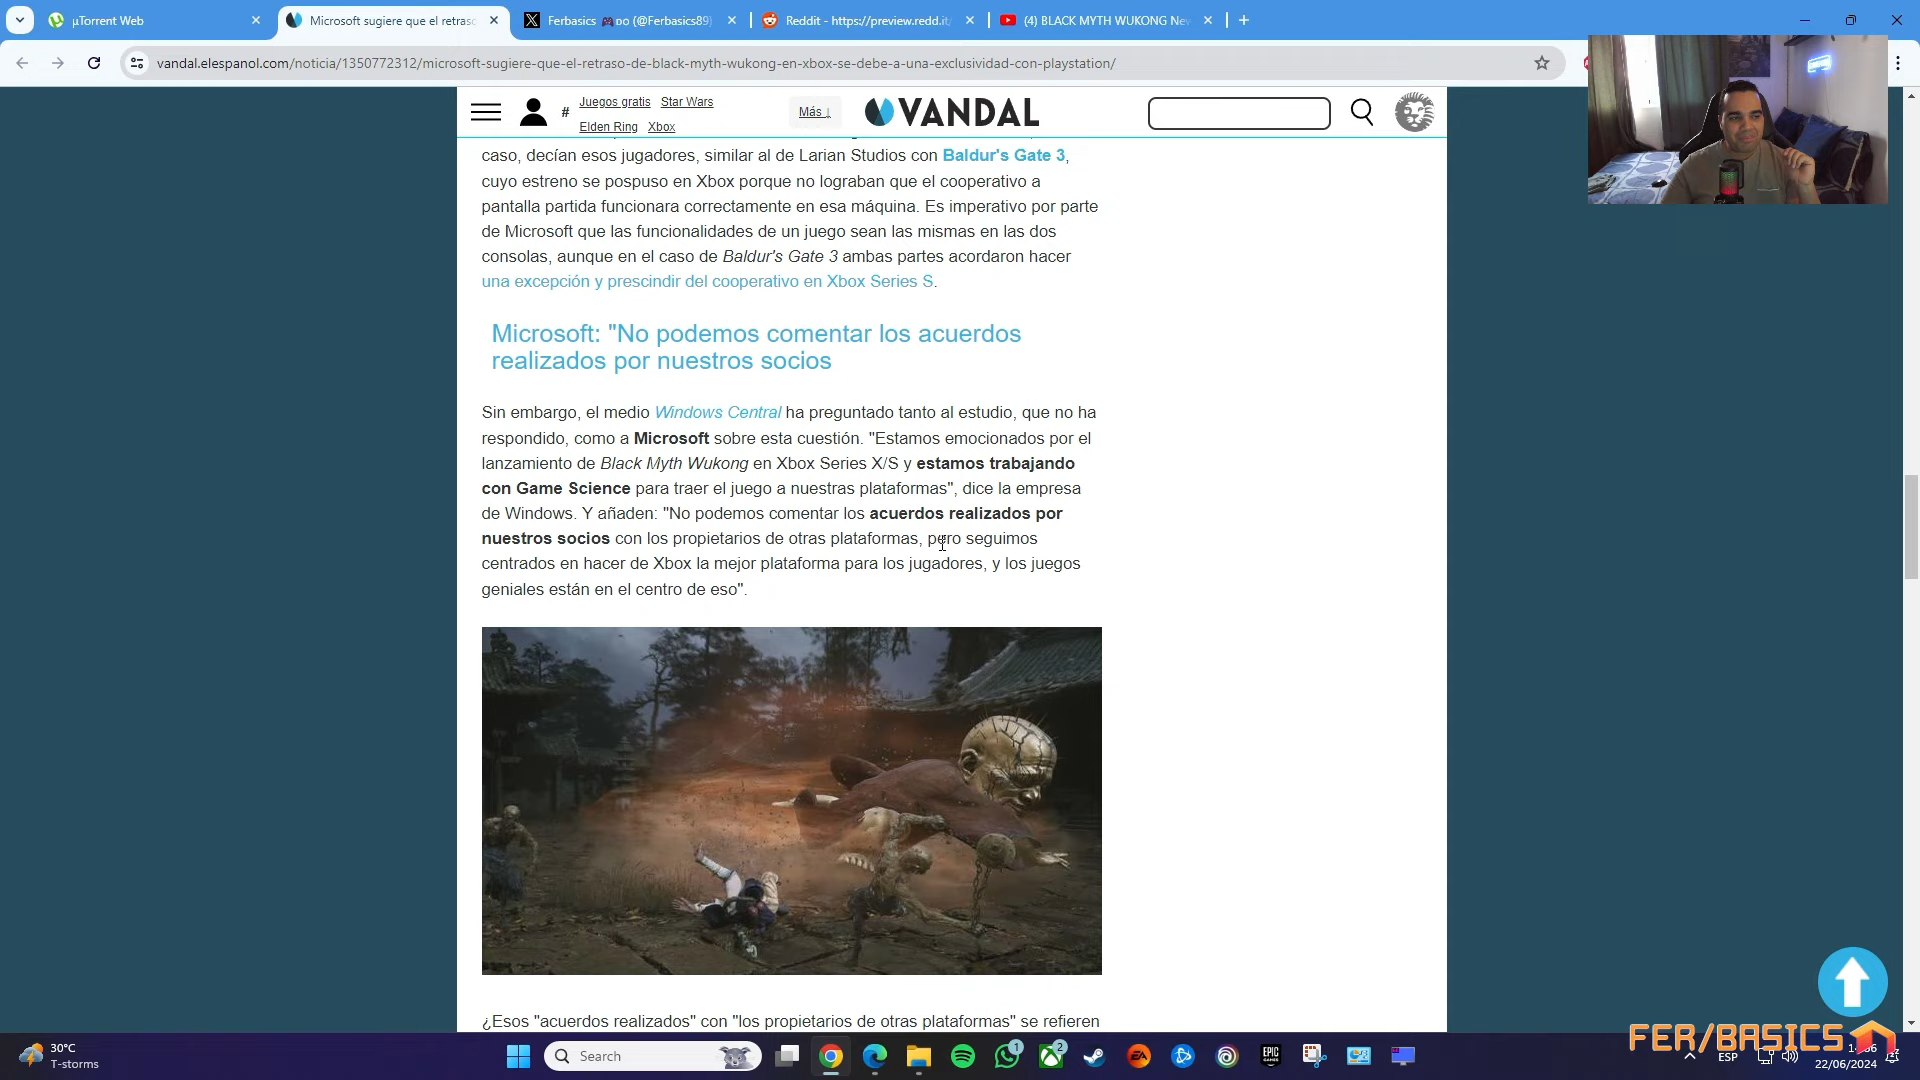 µTorrent Web
Microsoft sugiere que el retras
Ferbasics 🎮DO (@Ferbasics89)
Reddit - https://preview.redd.it/
(4) BLACK MYTH WUKONG Ne
vandal.elespanol.com/noticia/1350772312/microsoft-sugiere-que-el-retraso-de-black-myth-wukong-en-xbox-se-debe-a-una-exclusividad-con-playstation/
# Juegos gratis Star Wars
Elden Ring Xbox
Más ↓
VANDAL
caso, decían esos jugadores, similar al de Larian Studios con Baldur's Gate 3,
cuyo estreno se pospuso en Xbox porque no lograban que el cooperativo a
pantalla partida funcionara correctamente en esa máquina. Es imperativo por parte
de Microsoft que las funcionalidades de un juego sean las mismas en las dos
consolas, aunque en el caso de Baldur's Gate 3 ambas partes acordaron hacer
una excepción y prescindir del cooperativo en Xbox Series S.
Microsoft: "No podemos comentar los acuerdos
realizados por nuestros socios
Sin embargo, el medio Windows Central ha preguntado tanto al estudio, que no ha
respondido, como a Microsoft sobre esta cuestión. "Estamos emocionados por el
lanzamiento de Black Myth Wukong en Xbox Series X/S y estamos trabajando
con Game Science para traer el juego a nuestras plataformas", dice la empresa
de Windows. Y añaden: "No podemos comentar los acuerdos realizados por
nuestros socios con los propietarios de otras plataformas, pero seguimos
centrados en hacer de Xbox la mejor plataforma para los jugadores, y los juegos
geniales están en el centro de eso".
¿Esos "acuerdos realizados" con "los propietarios de otras plataformas" se refieren
FER/BASICS
30°C
T-storms
Search
1
2
EA
EPIC
GAMES
ESP
22/06/2024